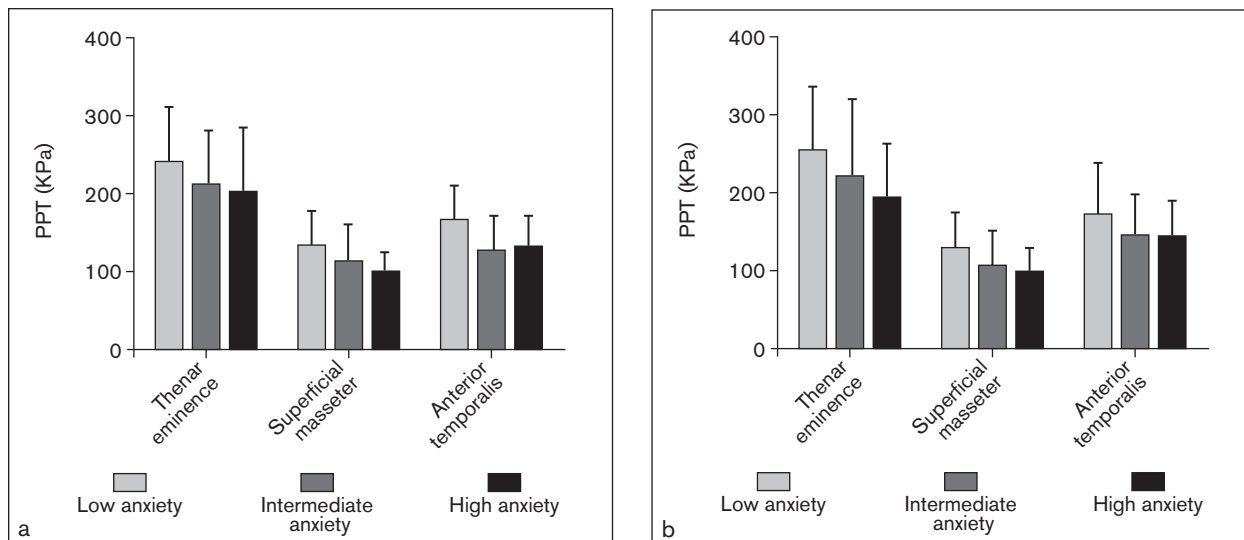 400
300
200
100
0
PPT (KPa)
Thenar
eminence
Superficial
masseter
Anterior
temporalis
Low anxiety
Intermediate
anxiety
High anxiety
a
400
300
200
100
0
PPT (KPa)
Thenar
eminence
Superficial
masseter
Anterior
temporalis
Low anxiety
Intermediate
anxiety
High anxiety
b